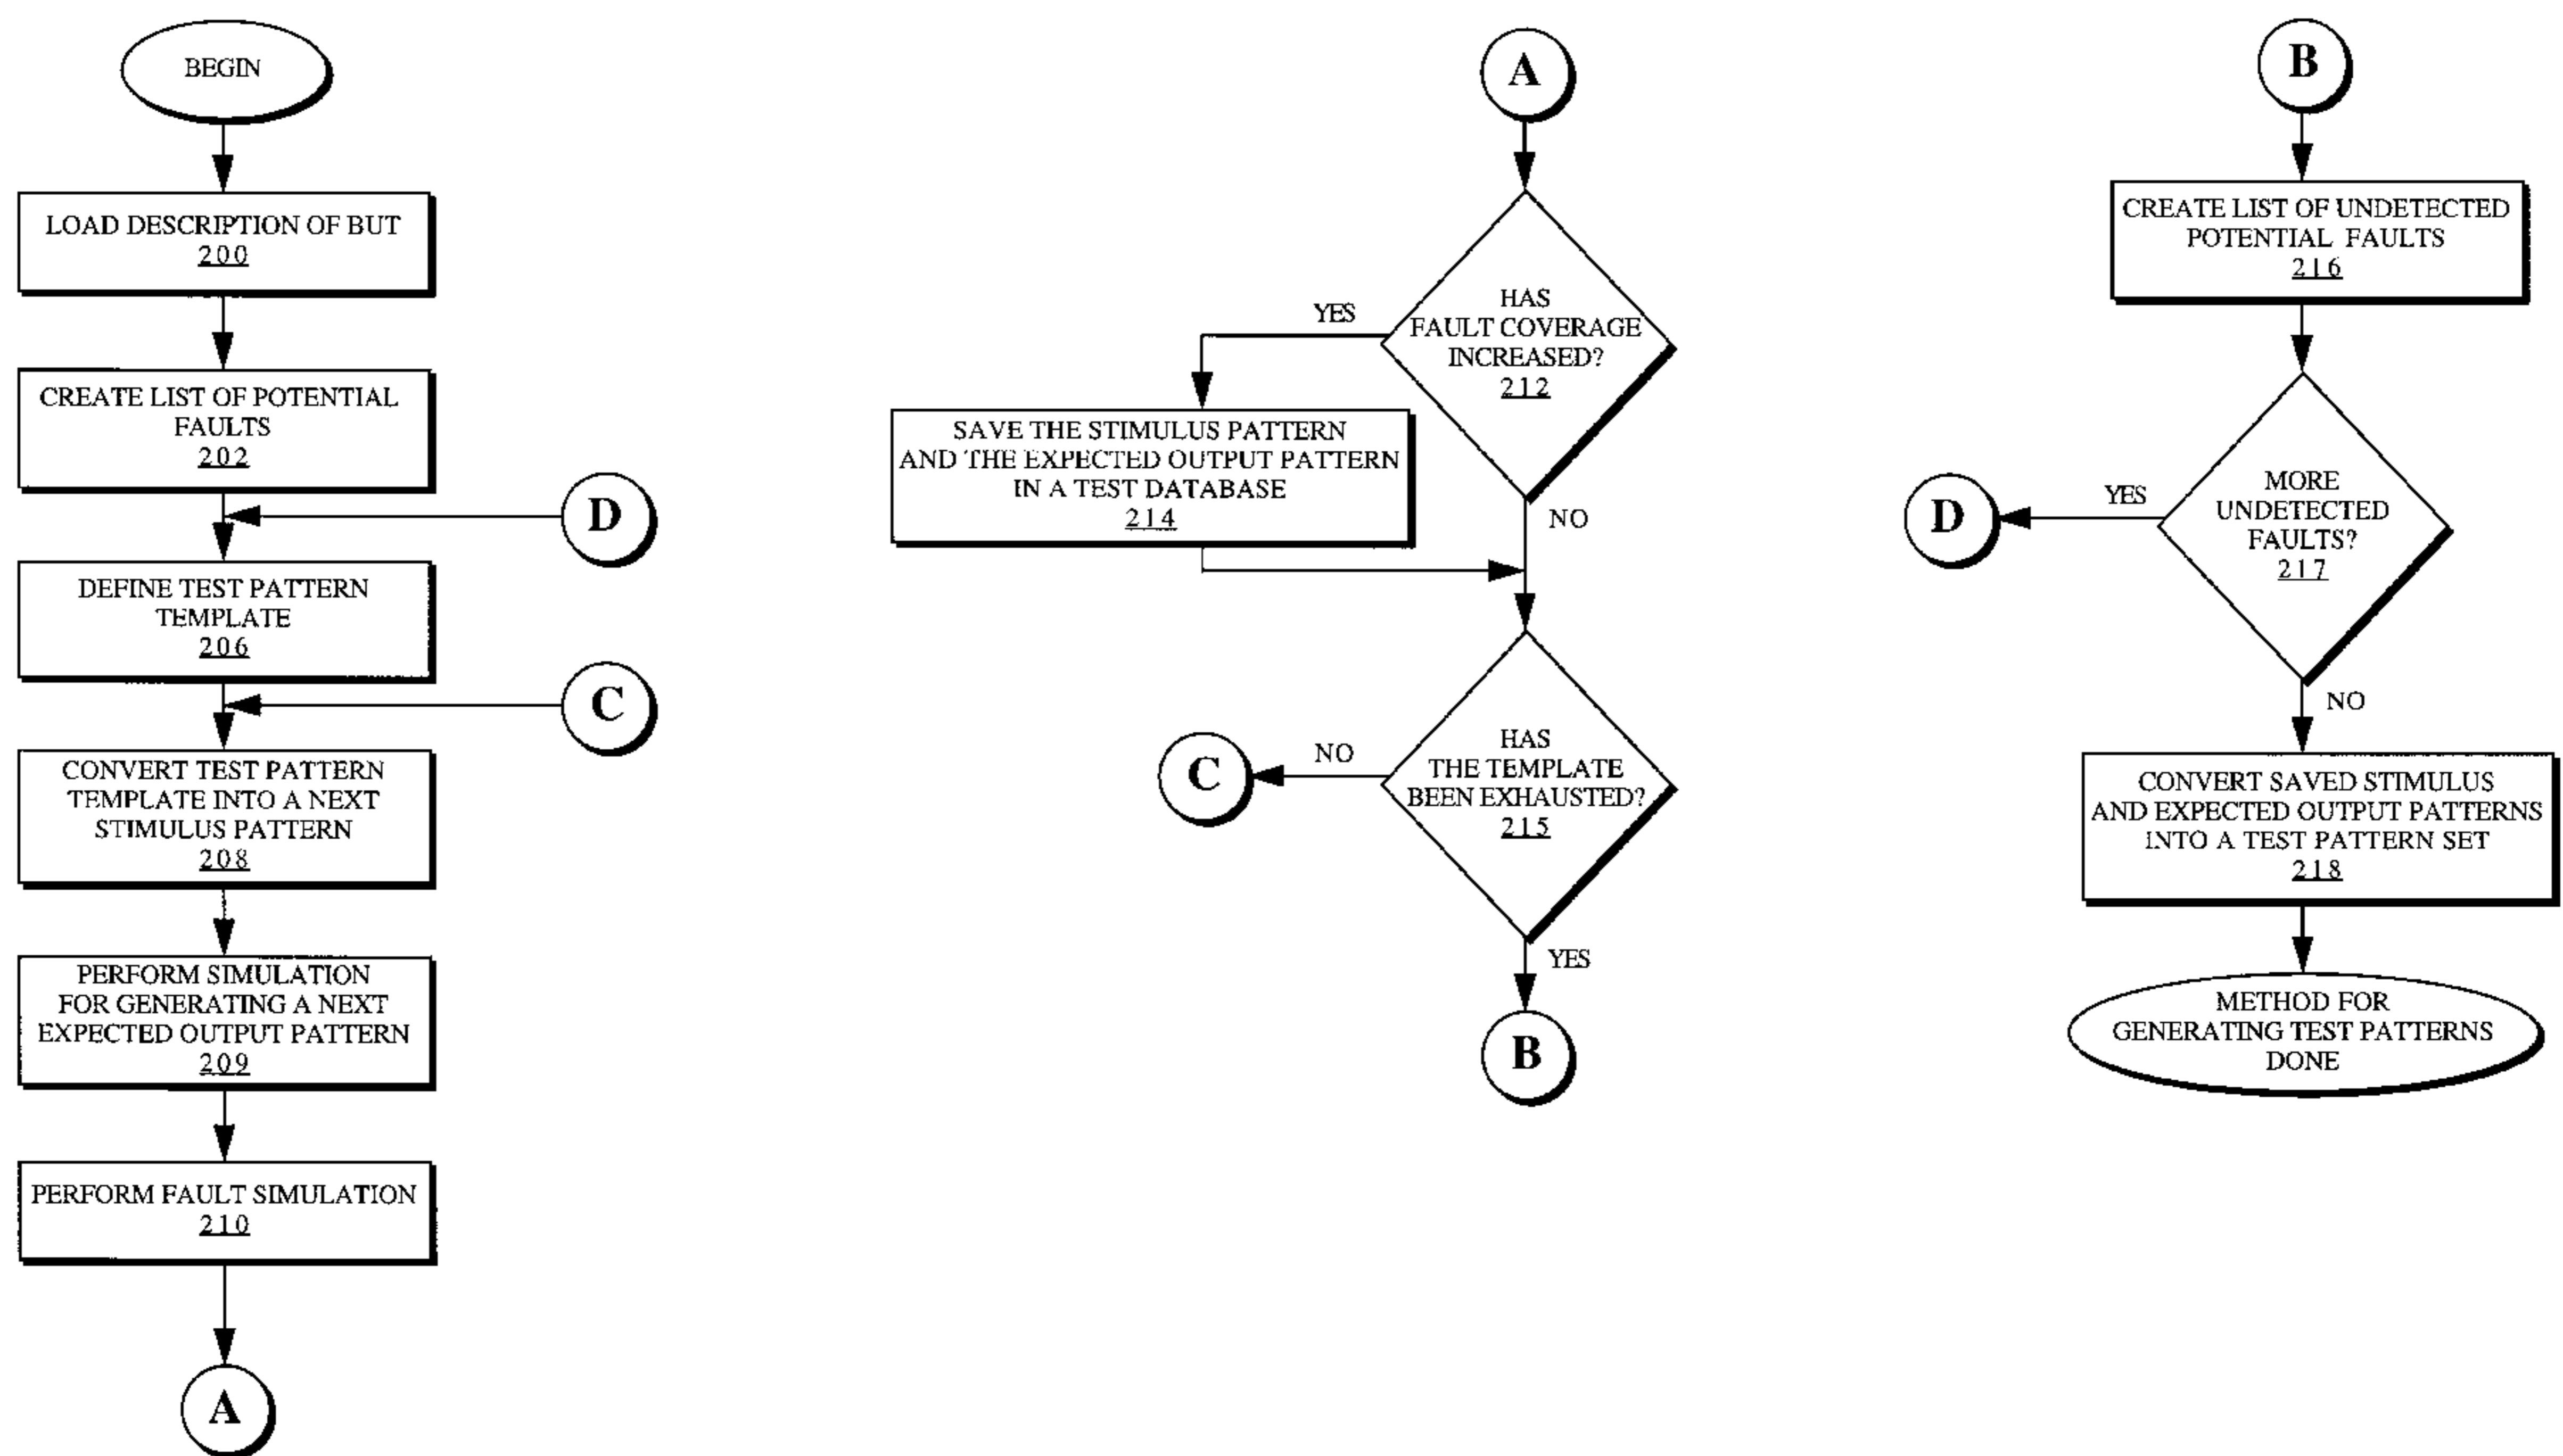 BEGIN
LOAD DESCRIPTION OF BUT
200
CREATE LIST OF POTENTIAL
FAULTS
202
D
DEFINE TEST PATTERN
TEMPLATE
206
C
CONVERT TEST PATTERN
TEMPLATE INTO A NEXT
STIMULUS PATTERN
208
PERFORM SIMULATION
FOR GENERATING A NEXT
EXPECTED OUTPUT PATTERN
209
PERFORM FAULT SIMULATION
210
A
A
HAS
FAULT COVERAGE
INCREASED?
212
YES
SAVE THE STIMULUS PATTERN
AND THE EXPECTED OUTPUT PATTERN
IN A TEST DATABASE
214
NO
HAS
THE TEMPLATE
BEEN EXHAUSTED?
215
NO
C
YES
B
B
CREATE LIST OF UNDETECTED
POTENTIAL FAULTS
216
MORE
UNDETECTED
FAULTS?
217
YES
D
NO
CONVERT SAVED STIMULUS
AND EXPECTED OUTPUT PATTERNS
INTO A TEST PATTERN SET
218
METHOD FOR
GENERATING TEST PATTERNS
DONE